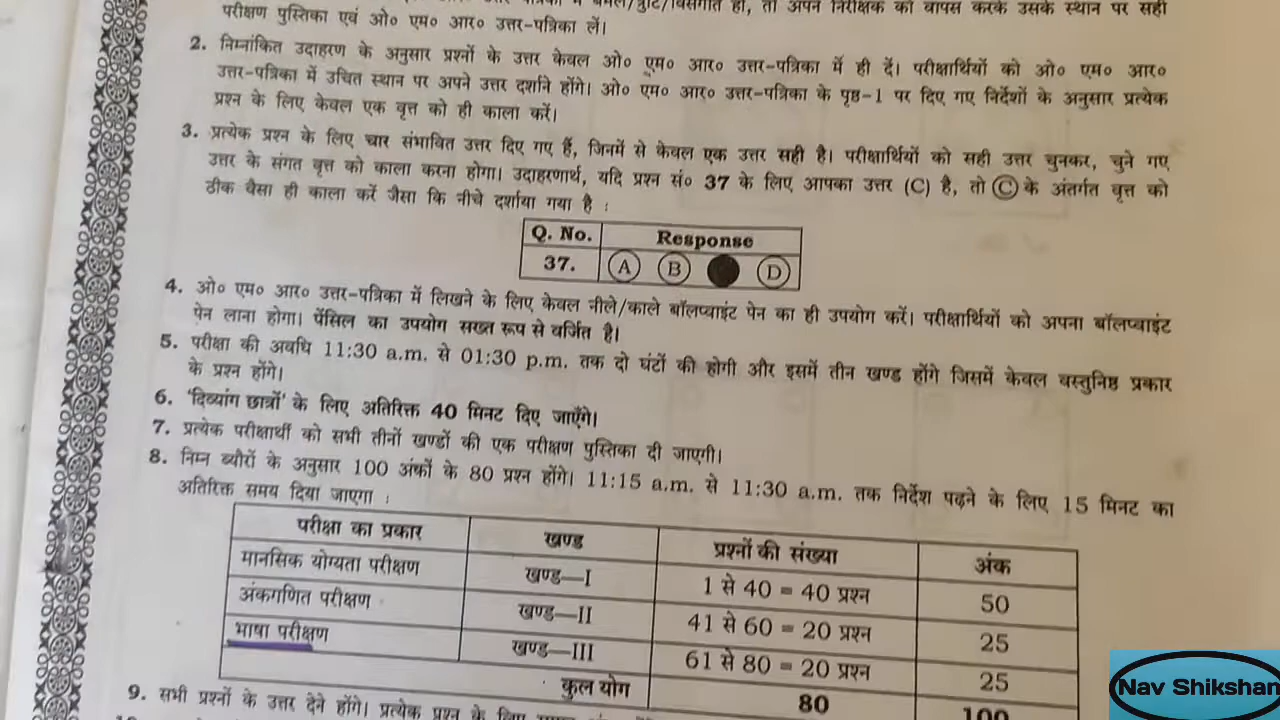 परीक्षण पुस्तिका एवं ओ० एम० आर० उत्तर-पत्रिका लें।
तो अपने निरीक्षक को वापस करके उसके स्थान पर सही
2. निम्नांकित उदाहरण के अनुसार प्रश्नों के उत्तर केवल ओ० एम० आर० उत्तर-पत्रिका में ही दें। परीक्षार्थियों को ओ० एम० आर०
उत्तर-पत्रिका में उचित स्थान पर अपने उत्तर दर्शाने होंगे। ओ० एम० आर० उत्तर-पत्रिका के पृष्ठ-1 पर दिए गए निर्देशों के अनुसार प्रत्येक
प्रश्न के लिए केवल एक वृत्त को ही काला करें।
3. प्रत्येक प्रश्न के लिए चार संभावित उत्तर दिए गए हैं, जिनमें से केवल एक उत्तर सही है। परीक्षार्थियों को सही उत्तर चुनकर, चुने गए
उत्तर के संगत वृत्त को काला करना होगा। उदाहरणार्थ, यदि प्रश्न सं० 37 के लिए आपका उत्तर (C) है, तो Ⓒ के अंतर्गत वृत्त को
ठीक वैसा ही काला करें जैसा कि नीचे दर्शाया गया है :
Q. No. Response
37. Ⓐ Ⓑ ● Ⓓ
4. ओ० एम० आर० उत्तर-पत्रिका में लिखने के लिए केवल नीले/काले बॉलप्वाइंट पेन का ही उपयोग करें। परीक्षार्थियों को अपना बॉलप्वाइंट
पेन लाना होगा। पेंसिल का उपयोग सख्त रूप से वर्जित है।
5. परीक्षा की अवधि 11:30 a.m. से 01:30 p.m. तक दो घंटों की होगी और इसमें तीन खण्ड होंगे जिसमें केवल वस्तुनिष्ठ प्रकार
के प्रश्न होंगे।
6. ‘दिव्यांग छात्रों’ के लिए अतिरिक्त 40 मिनट दिए जाएँगे।
7. प्रत्येक परीक्षार्थी को सभी तीनों खण्डों की एक परीक्षण पुस्तिका दी जाएगी।
8. निम्न ब्यौरों के अनुसार 100 अंकों के 80 प्रश्न होंगे। 11:15 a.m. से 11:30 a.m. तक निर्देश पढ़ने के लिए 15 मिनट का
अतिरिक्त समय दिया जाएगा :
परीक्षा का प्रकार खण्ड प्रश्नों की संख्या अंक
मानसिक योग्यता परीक्षण खण्ड—I 1 से 40 = 40 प्रश्न 50
अंकगणित परीक्षण खण्ड—II 41 से 60 = 20 प्रश्न 25
भाषा परीक्षण खण्ड—III 61 से 80 = 20 प्रश्न 25
कुल योग 80 100
9. सभी प्रश्नों के उत्तर देने होंगे। प्रत्येक प्रश्न के लिए
Nav Shikshan